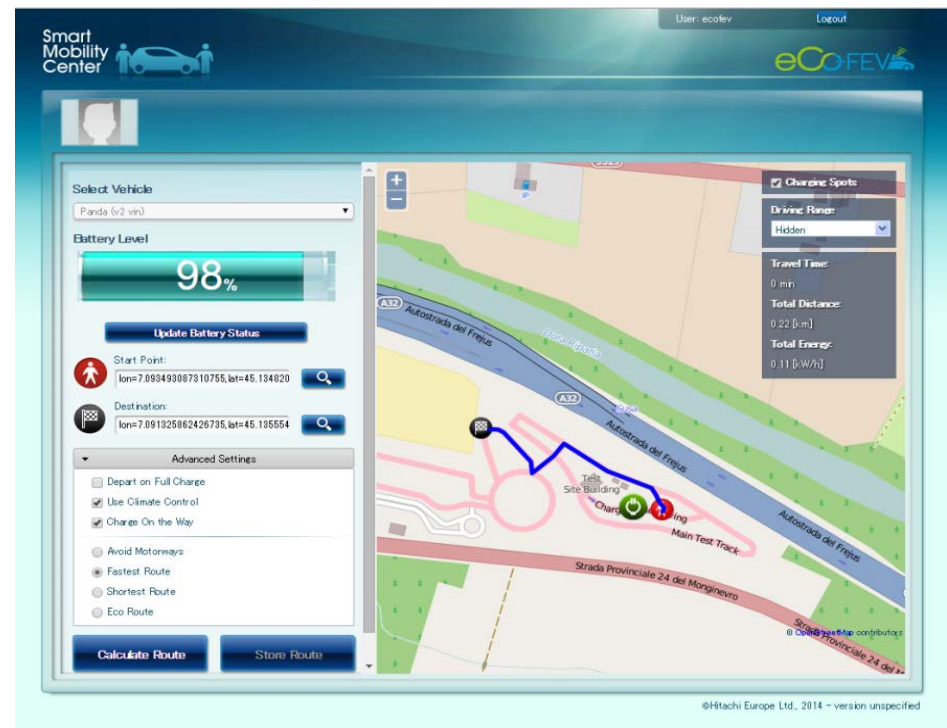 User: ecofev
Logout
Smart
Mobility
Center
eCoFEV
Select Vehicle
Panda (v2 vin)
Battery Level
98%
Update Battery Status
Start Point:
lon=7.093493087310755,lat=45.134820
Destination:
lon=7.091325862426735,lat=45.135554
Advanced Settings
Depart on Full Charge
Use Climate Control
Charge On the Way
Avoid Motorways
Fastest Route
Shortest Route
Eco Route
Calculate Route
Store Route
+
−
IP
Charging Spots
Driving Range:
Hidden
Travel Time:
0 min
Total Distance:
0.22 [km]
Total Energy:
0.11 [kW/h]
A32
Autostrada del Frejus
Dora Riparia
A32
Autostrada del Frejus
Test
Site Building
Main Test Track
Autostrada del Frejus
Strada Provinciale 24 del Monginevro
© OpenStreetMap contributors
©Hitachi Europe Ltd., 2014 - version unspecified